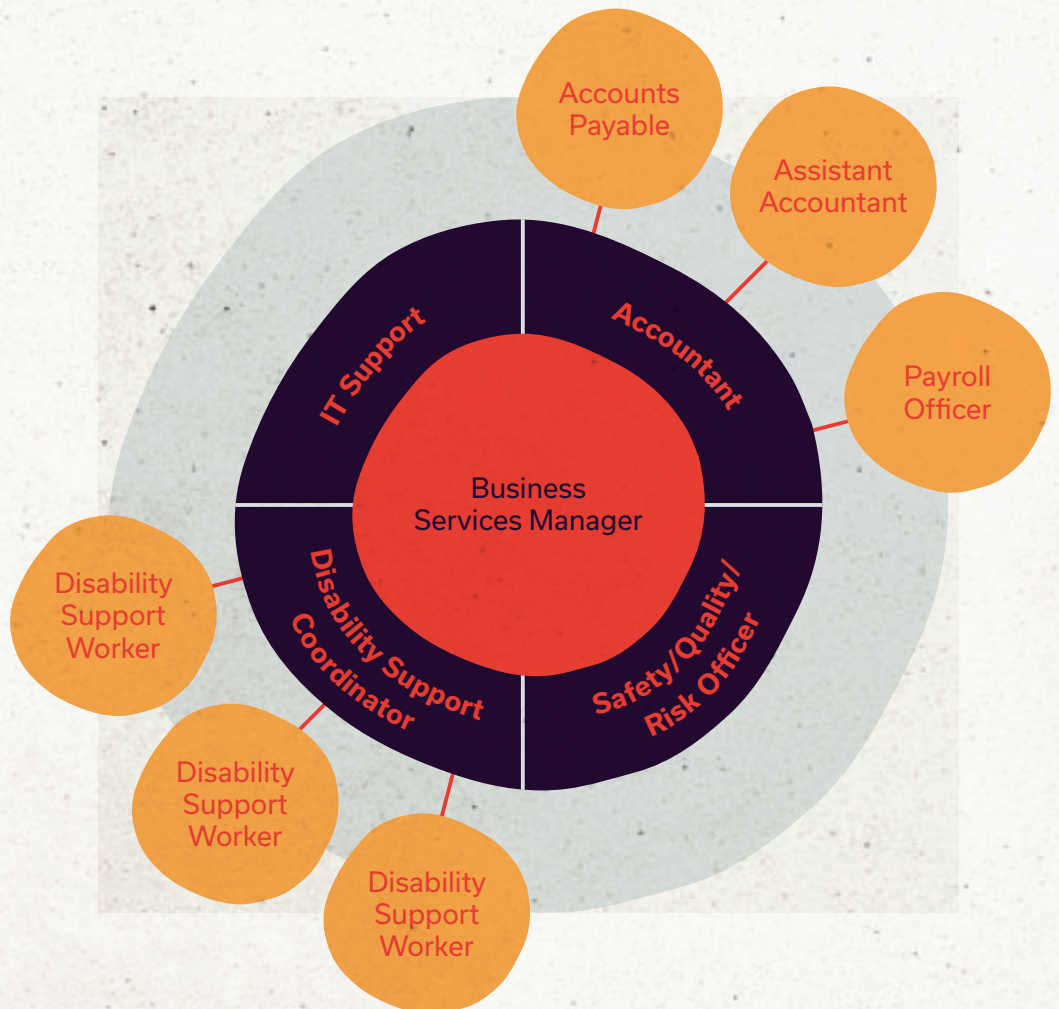 Accounts
Payable
Assistant
Accountant
Payroll
Officer
IT Support
Accountant
Business
Services Manager
Disability Support
Coordinator
Safety/Quality/
Risk Officer
Disability
Support
Worker
Disability
Support
Worker
Disability
Support
Worker